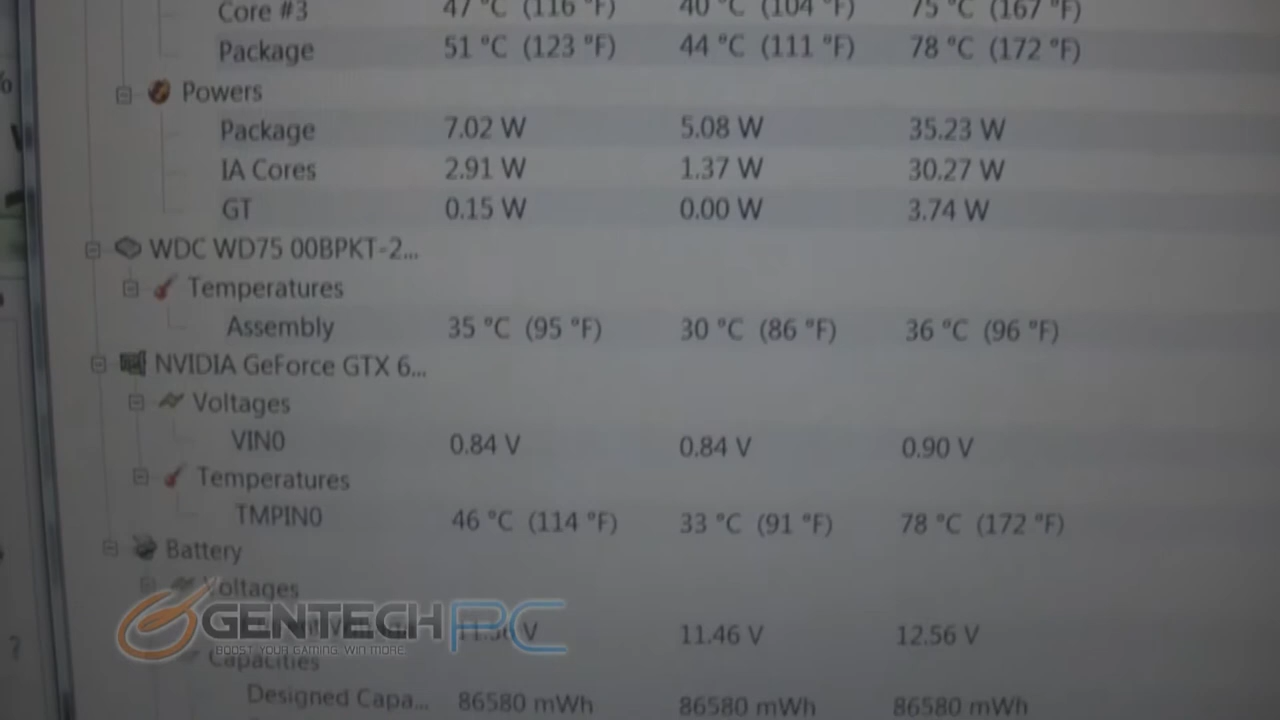 Core #3 47 °C (116 °F) 40 °C (104 °F) 75 °C (167 °F)
Package 51 °C (123 °F) 44 °C (111 °F) 78 °C (172 °F)
%
Powers
Package 7.02 W 5.08 W 35.23 W
IA Cores 2.91 W 1.37 W 30.27 W
GT 0.15 W 0.00 W 3.74 W
WDC WD75 00BPKT-2...
Temperatures
Assembly 35 °C (95 °F) 30 °C (86 °F) 36 °C (96 °F)
NVIDIA GeForce GTX 6...
Voltages
VIN0 0.84 V 0.84 V 0.90 V
Temperatures
TMPIN0 46 °C (114 °F) 33 °C (91 °F) 78 °C (172 °F)
Battery
Voltages
GENTECH PC
V 11.46 V 12.56 V
BOOST YOUR GAMING. WIN MORE.
Capacities
?
Designed Capa... 86580 mWh 86580 mWh 86580 mWh